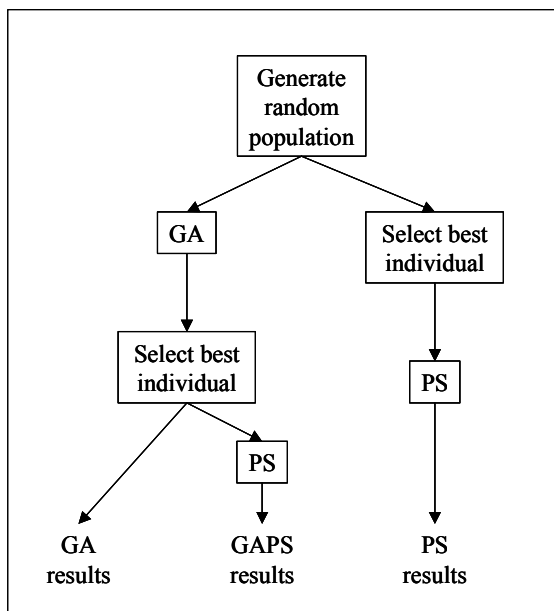 Generate
random
population
GA
Select best
individual
Select best
individual
PS
PS
GA
results
GAPS
results
PS
results